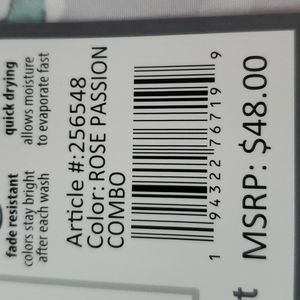 quick drying
allows moisture
to evaporate fast
fade resistant
colors stay bright
after each wash
Article #:256548
Color: ROSE PASSION
COMBO
1 94322 76719 9
MSRP: $48.00